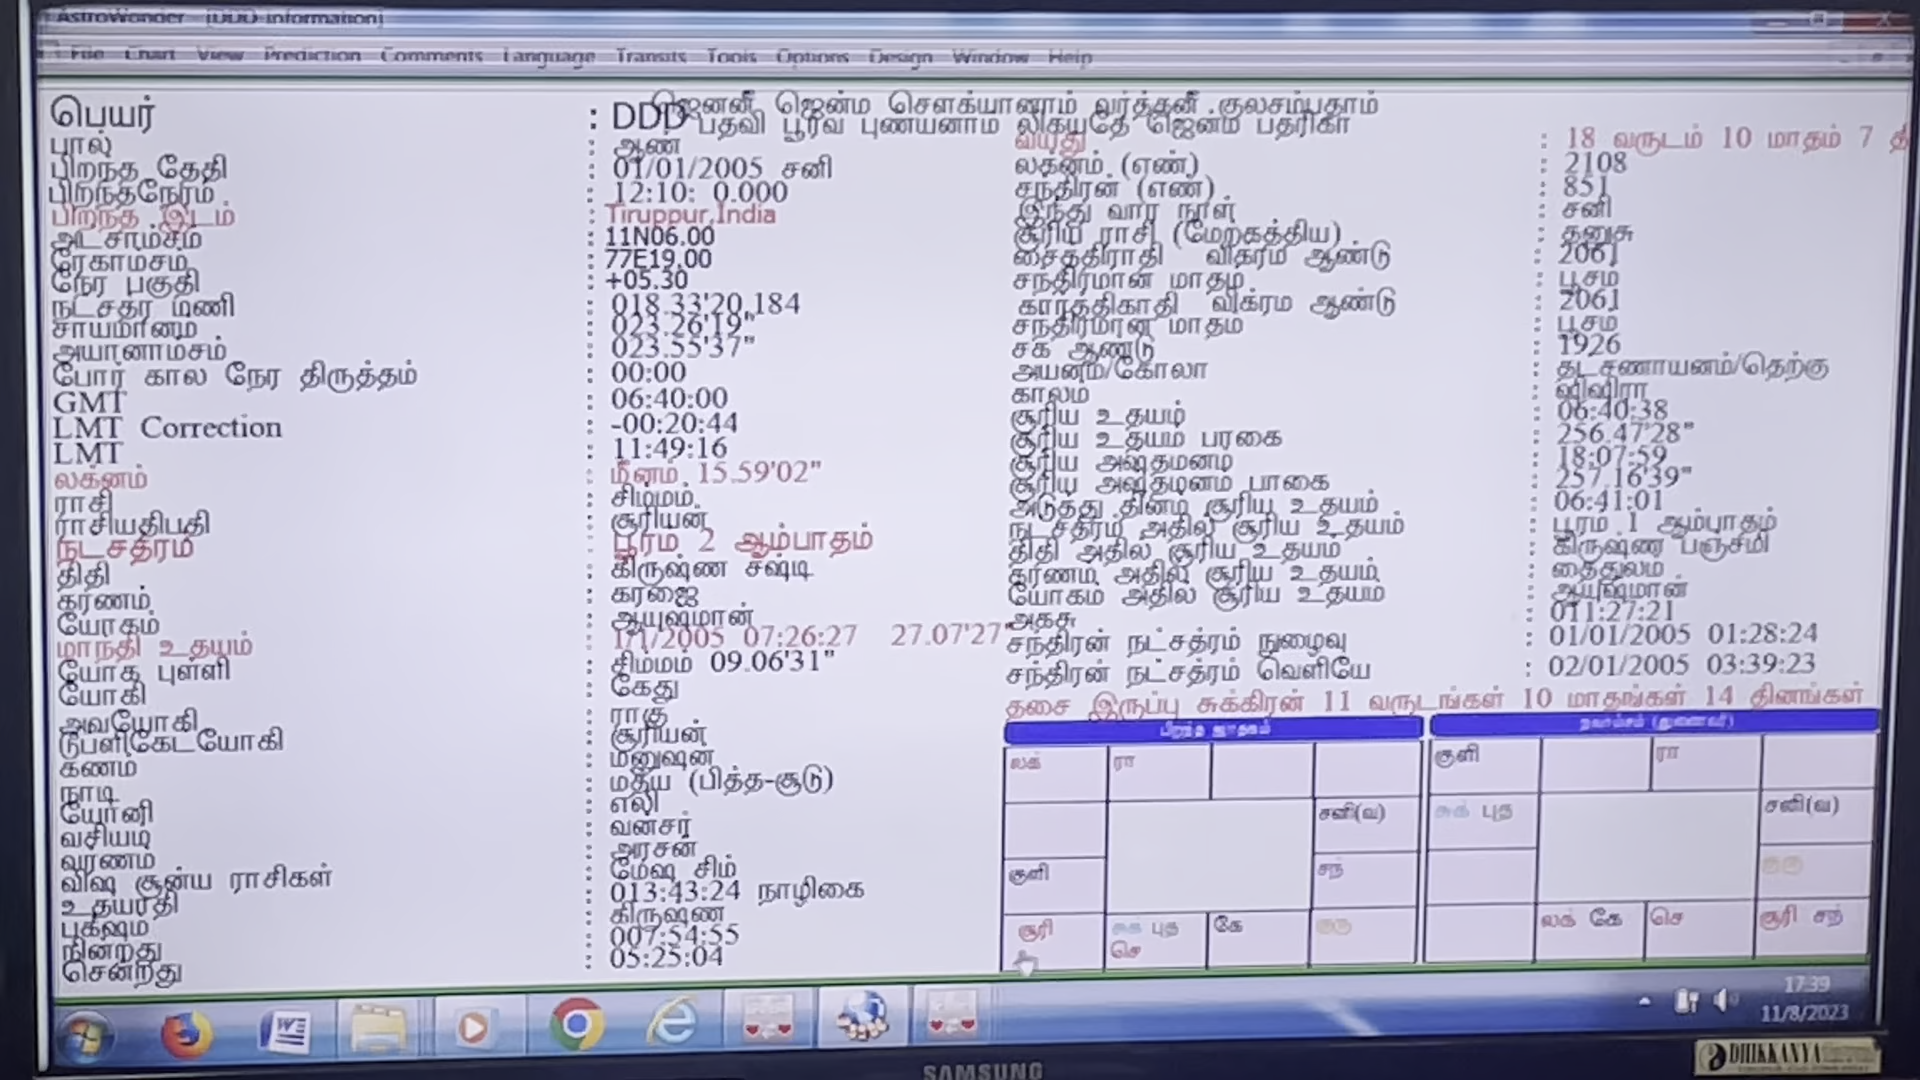 AstroWonder - [DDD-Information]
File Chart View Prediction Comments Language Transits Tools Options Design Window Help
ஜெனனீ ஜென்ம சௌக்யானாம் வர்த்தனீ குலசம்பதாம்
பதவி பூர்வ புண்யானாம் லிக்யதே ஜெனம் பத்ரிகா
பெயர் : DDD
பால் : ஆண்
பிறந்த தேதி : 01/01/2005 சனி
பிறந்தநேரம் : 12:10: 0.000
பிறந்த இடம் : Tiruppur,India
அட்சாம்சம் : 11N06.00
ரேகாம்சம் : 77E19.00
நேர பகுதி : +05.30
நட்சத்ர மணி : 018.33'20.184
சாயமானம் : 023.26'19"
அயானாம்சம் : 023.55'37"
போர் கால நேர திருத்தம் : 00:00
GMT : 06:40:00
LMT Correction : -00:20:44
LMT : 11:49:16
லக்னம் : மீனம் 15.59'02"
ராசி : சிம்மம்
ராசியதிபதி : சூரியன்
நட்சத்ரம் : பூரம் 2 ஆம்பாதம்
திதி : கிருஷ்ண சஷ்டி
கரணம் : கரஜை
யோகம் : ஆயுஷ்மான்
மாந்தி உதயம் : 1/1/2005 07:26:27 27.07'27"
யோக புள்ளி : சிம்மம் 09.06'31"
யோகி : கேது
அவயோகி : ராகு
டூபளிகேட்யோகி : சூரியன்
கணம் : மனுஷன்
நாடி : மத்ய (பித்த-சூடு)
யோனி : எலி
வசியம் : வன்சர்
வரணம் : அரசன்
விஷ சூன்ய ராசிகள் : மேஷ சிம்
உதயாதி : 013:43:24 நாழிகை
பக்ஷம் : கிருஷ்ண
நின்றது : 007:54:55
சென்றது : 05:25:04
வயது : 18 வருடம் 10 மாதம் 7 தி
லக்னம் (எண்) : 2108
சந்திரன் (எண்) : 851
இந்து வார நாள் : சனி
சூரிய ராசி (மேற்கத்திய) : தனுசு
சைத்திராதி விக்ரம ஆண்டு : 2061
சந்திர்மான் மாதம் : பூசம்
கார்த்திகாதி விக்ரம ஆண்டு : 2061
சந்திர்மான் மாதம் : பூசம்
சக ஆண்டு : 1926
அயனம்/கோலா : தட்சணாயனம்/தெற்கு
காலம் : ஷிஷிரா
சூரிய உதயம் : 06:40:38
சூரிய உதயம் பாகை : 256.47'28"
சூரிய அஷ்தமனம் : 18:07:59
சூரிய அஷ்தமனம் பாகை : 257.16'39"
அடுத்து தினம் சூரிய உதயம் : 06:41:01
நட்சத்ரம் அதில் சூரிய உதயம் : பூரம் 1 ஆம்பாதம்
திதி அதில் சூரிய உதயம் : கிருஷ்ண பஞ்சமி
கரணம் அதில் சூரிய உதயம் : தைதுலம்
யோகம் அதில் சூரிய உதயம் : ஆயுஷ்மான்
அகசு : 011:27:21
சந்திரன் நட்சத்ரம் நுழைவு : 01/01/2005 01:28:24
சந்திரன் நட்சத்ரம் வெளியே : 02/01/2005 03:39:23
தசை இருப்பு சுக்கிரன் 11 வருடங்கள் 10 மாதங்கள் 14 தினங்கள்
பிறந்த ஜாதகம்
லக் ரா
சனி(வ)
குளி சந்
சூரி சுக் புத கே குரு
செ
நவாம்சம் (துணைவர்)
குளி ரா
சுக் புத சனி(வ)
குரு
லக் கே செ சூரி சந்
17:39
11/8/2023
SAMSUNG
DHIKKANYA